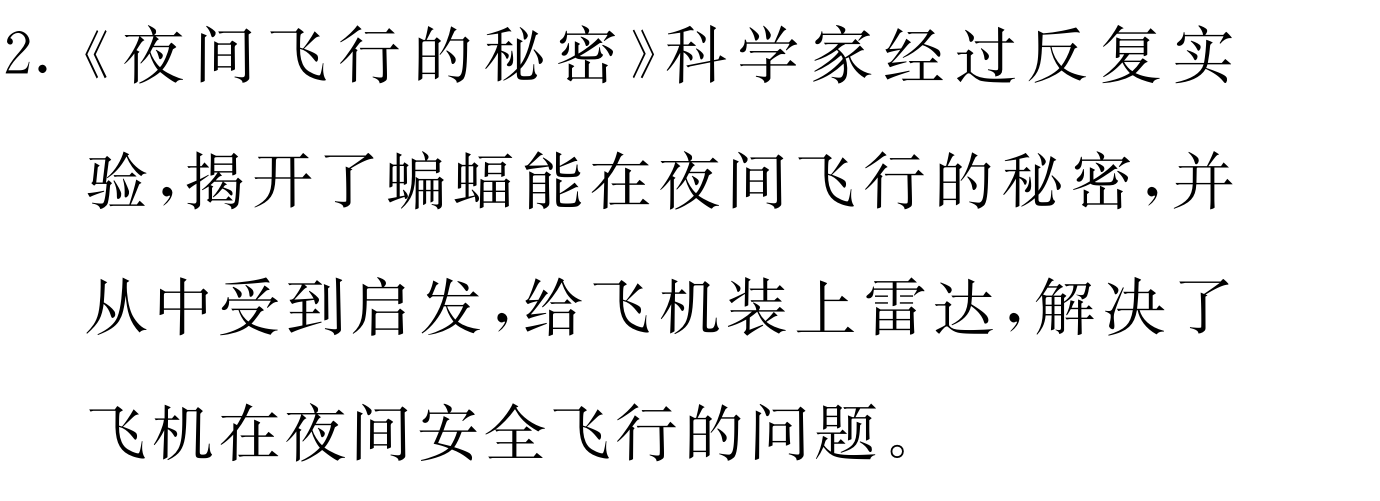 2.《夜间飞行的秘密》科学家经过反复实
验,揭开了蝙蝠能在夜间飞行的秘密,并
从中受到启发,给飞机装上雷达,解决了
飞机在夜间安全飞行的问题。